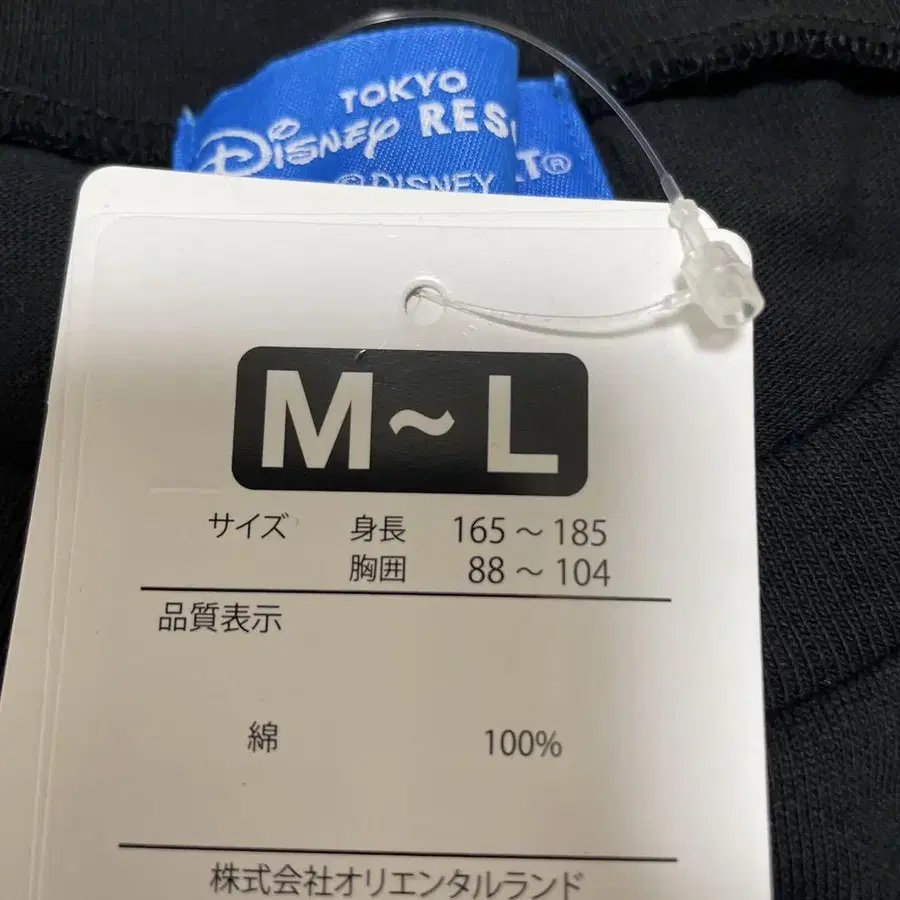 TOKYO
Disney RES
RT®
©DISNEY
M~L
サイズ 身長 165～185
胸囲 88～104
品質表示
綿 100%
株式会社オリエンタルランド